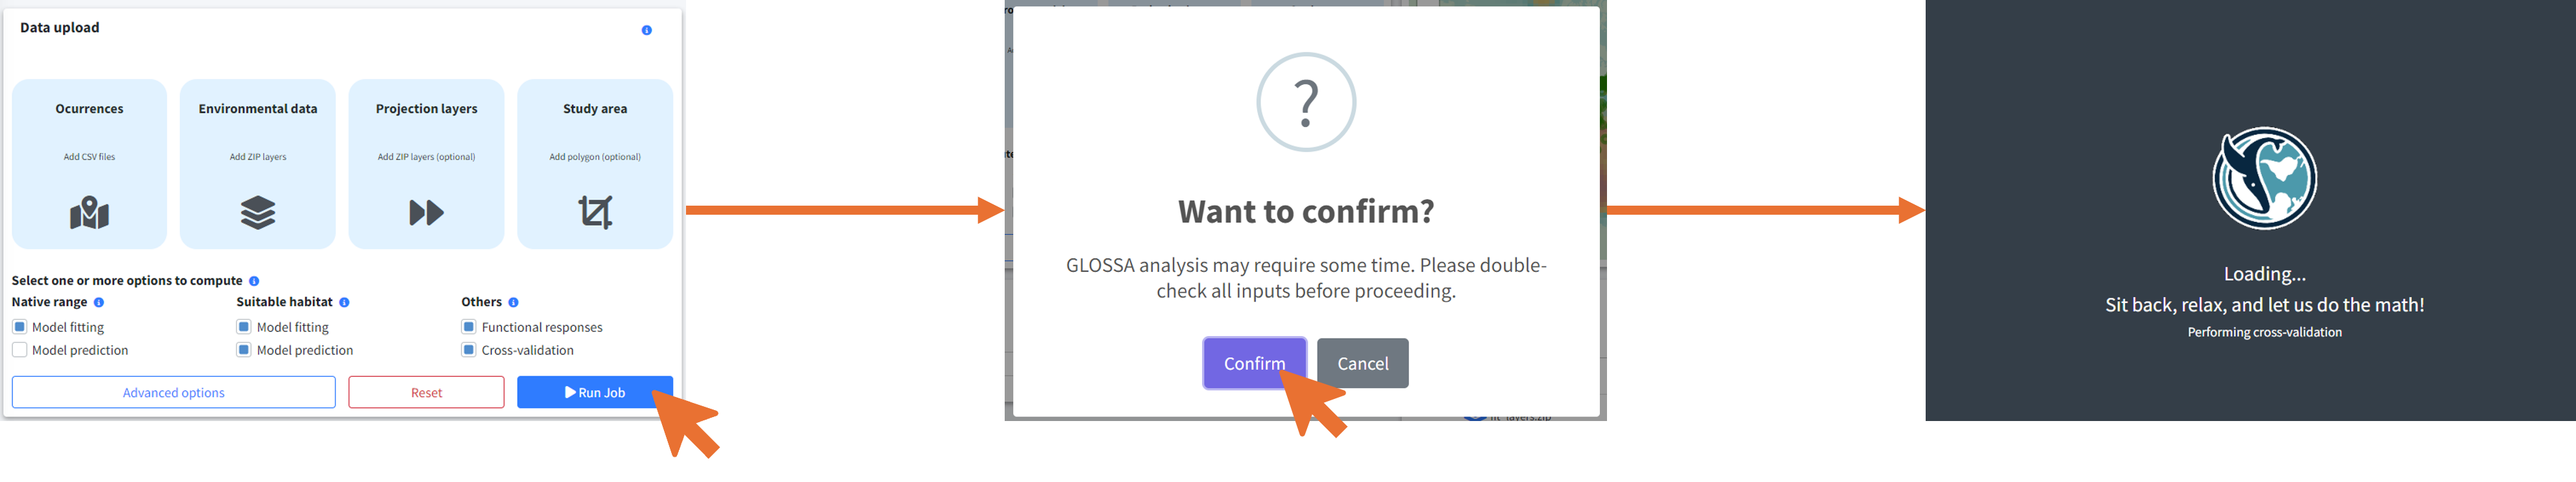 Data upload
Ocurrences
Environmental data
Projection layers
Study area
Add CSV files
Add ZIP layers
Add ZIP layers (optional)
Add polygon (optional)
Select one or more options to compute
Native range
Suitable habitat
Others
Model fitting
Model fitting
Functional responses
Model prediction
Model prediction
Cross-validation
Advanced options
Reset
Run Job
?
Want to confirm?
GLOSSA analysis may require some time. Please double-
check all inputs before proceeding.
Confirm
Cancel
Loading...
Sit back, relax, and let us do the math!
Performing cross-validation